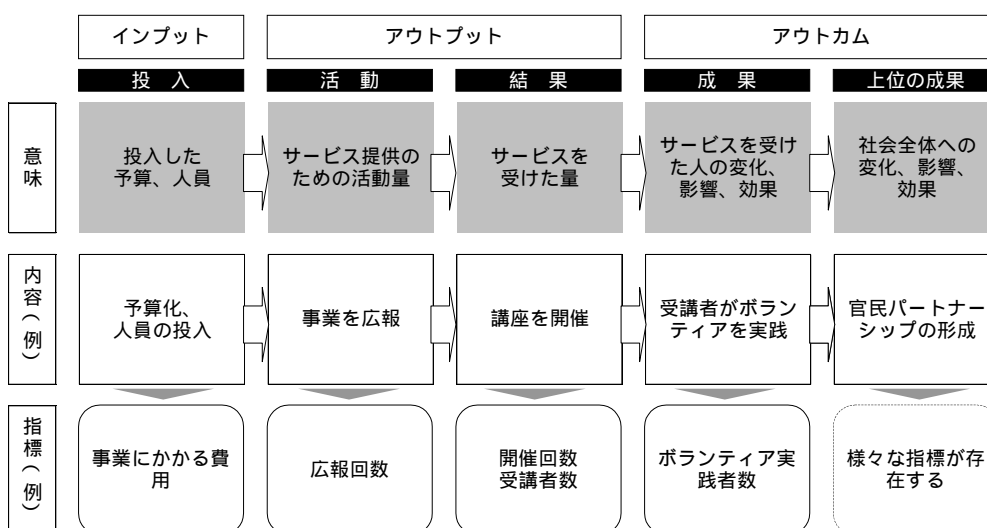 インプット
アウトプット
アウトカム
投 入
活 動
結 果
成 果
上位の成果
意味
投入した
予算、人員
サービス提供の
ための活動量
サービスを
受けた量
サービスを受け
た人の変化、
影響、効果
社会全体への
変化、影響、
効果
内容（例）
予算化、
人員の投入
事業を広報
講座を開催
受講者がボラン
ティアを実践
官民パートナー
シップの形成
指標（例）
事業にかかる費
用
広報回数
開催回数
受講者数
ボランティア実
践者数
様々な指標が存
在する